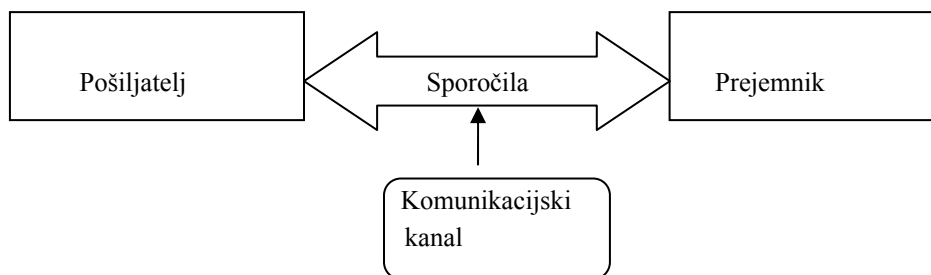 Pošiljatelj
Sporočila
Prejemnik
Komunikacijski
kanal